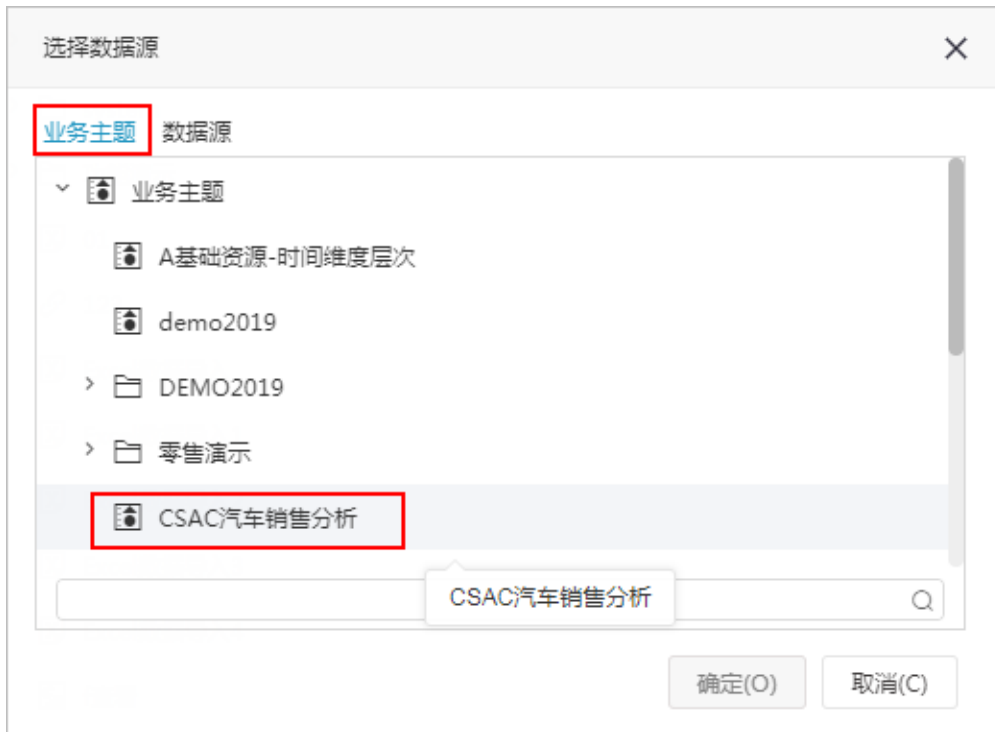 选择数据源
业务主题 数据源
业务主题
A基础资源-时间维度层次
demo2019
DEMO2019
零售演示
CSAC汽车销售分析
CSAC汽车销售分析
确定(O) 取消(C)